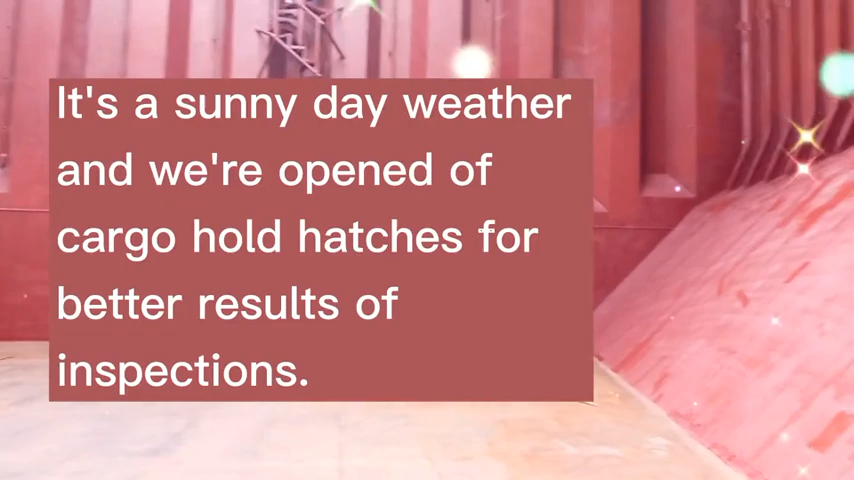 It's a sunny day weather
and we're opened of
cargo hold hatches for
better results of
inspections.